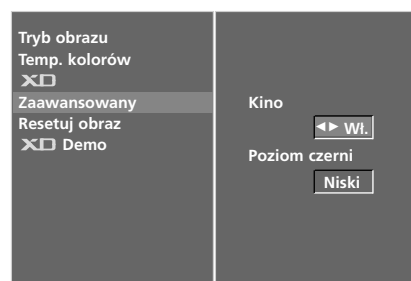 Tryb obrazu
Temp. kolorów
XD
Zaawansowany
Resetuj obraz
XD Demo
Kino
◄► Wł.
Poziom czerni
Niski